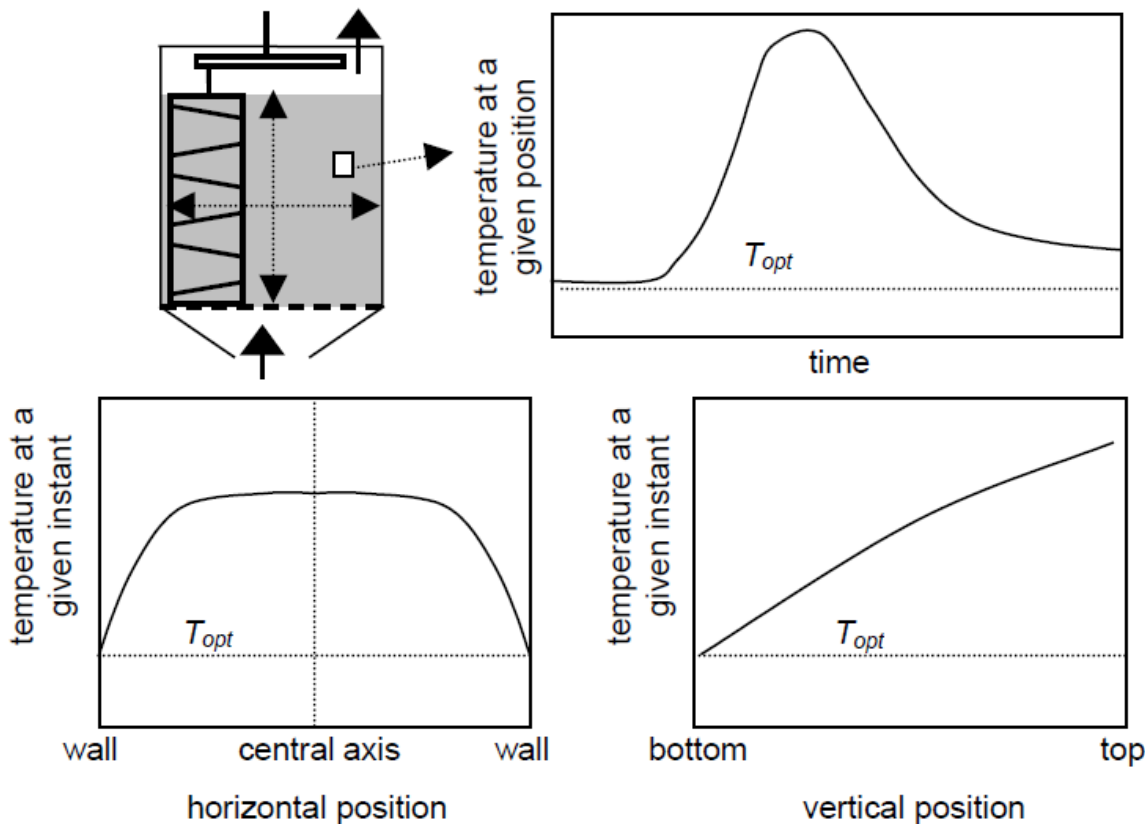 temperature at a
given position
T_opt
time
temperature at a
given instant
T_opt
wall central axis wall
horizontal position
temperature at a
given instant
T_opt
bottom top
vertical position